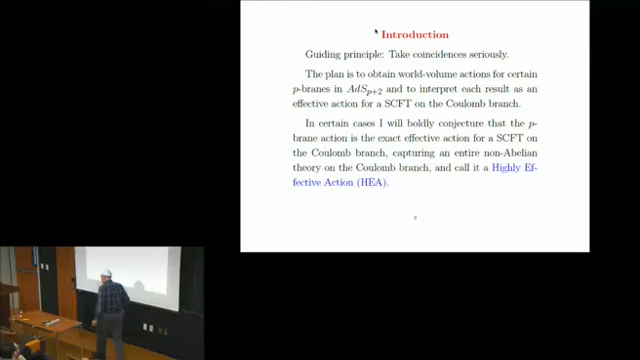 Introduction
Guiding principle: Take coincidences seriously.
The plan is to obtain world-volume actions for certain
p-branes in AdSp+2 and to interpret each result as an
effective action for a SCFT on the Coulomb branch.
In certain cases I will boldly conjecture that the p-
brane action is the exact effective action for a SCFT on
the Coulomb branch, capturing an entire non-Abelian
theory on the Coulomb branch, and call it a Highly Ef-
fective Action (HEA).
2